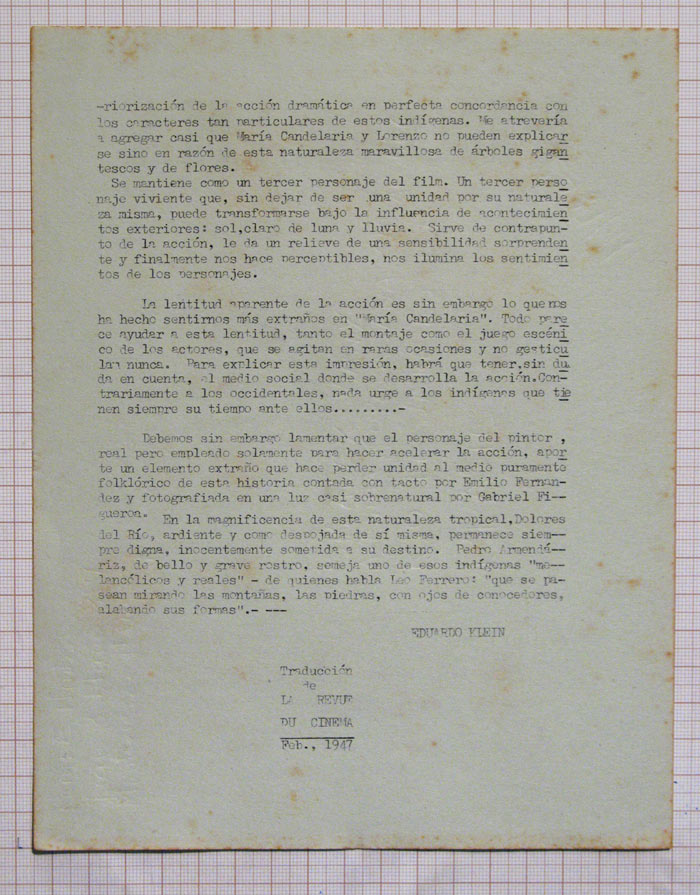 -riorización de la acción dramática en perfecta concordancia con
los caracteres tan particulares de estos indígenas. Me atrevería
a agregar casi que María Candelaria y Lorenzo no pueden explicar
se sino en razón de esta naturaleza maravillosa de árboles gigan
tescos y de flores.
Se mantiene como un tercer personaje del film. Un tercer perso
naje viviente que, sin dejar de ser una unidad por su naturale
za misma, puede transformarse bajo la influencia de acontecimien
tos exteriores: sol,claro de luna y lluvia. Sirve de contrapun-
to de la acción, le da un relieve de una sensibilidad sorprenden
te y finalmente nos hace perceptibles, nos ilumina los sentimien
tos de los personajes.
La lentitud aparente de la acción es sin embargo lo que nos
ha hecho sentirnos más extraños en "María Candelaria". Todo pare
ce ayudar a esta lentitud, tanto el montaje como el juego escéni
co de los actores, que se agitan en raras ocasiones y no gesticu
lan nunca. Para explicar esta impresión, habrá que tener,sin du
da en cuenta, el medio social donde se desarrolla la acción.Con-
trariamente a los occidentales, nada urge a los indígenas que tie
nen siempre su tiempo ante ellos.........-
Debemos sin embargo lamentar que el personaje del pintor ,
real pero empleado solamente para hacer acelerar la acción, apor
te un elemento extraño que hace perder unidad al medio puramente
folklórico de esta historia contada con tacto por Emilio Fernan-
dez y fotografiada en una luz casi sobrenatural por Gabriel Fi--
gueroa. En la magnificencia de esta naturaleza tropical,Dolores
del Río, ardiente y como despojada de sí misma, permanece siem--
pre digna, inocentemente sometida a su destino. Pedro Armendá--
riz, de bello y grave rostro, semeja uno de esos indígenas "me--
lancólicos y reales" - de quienes habla Leo Ferrero: "que se pa-
sean mirando las montañas, las piedras, con ojos de conocedores,
alabando sus formas".- ---
EDUARDO KLEIN
Traducción
de
LA REVUE
DU CINEMA
Feb., 1947